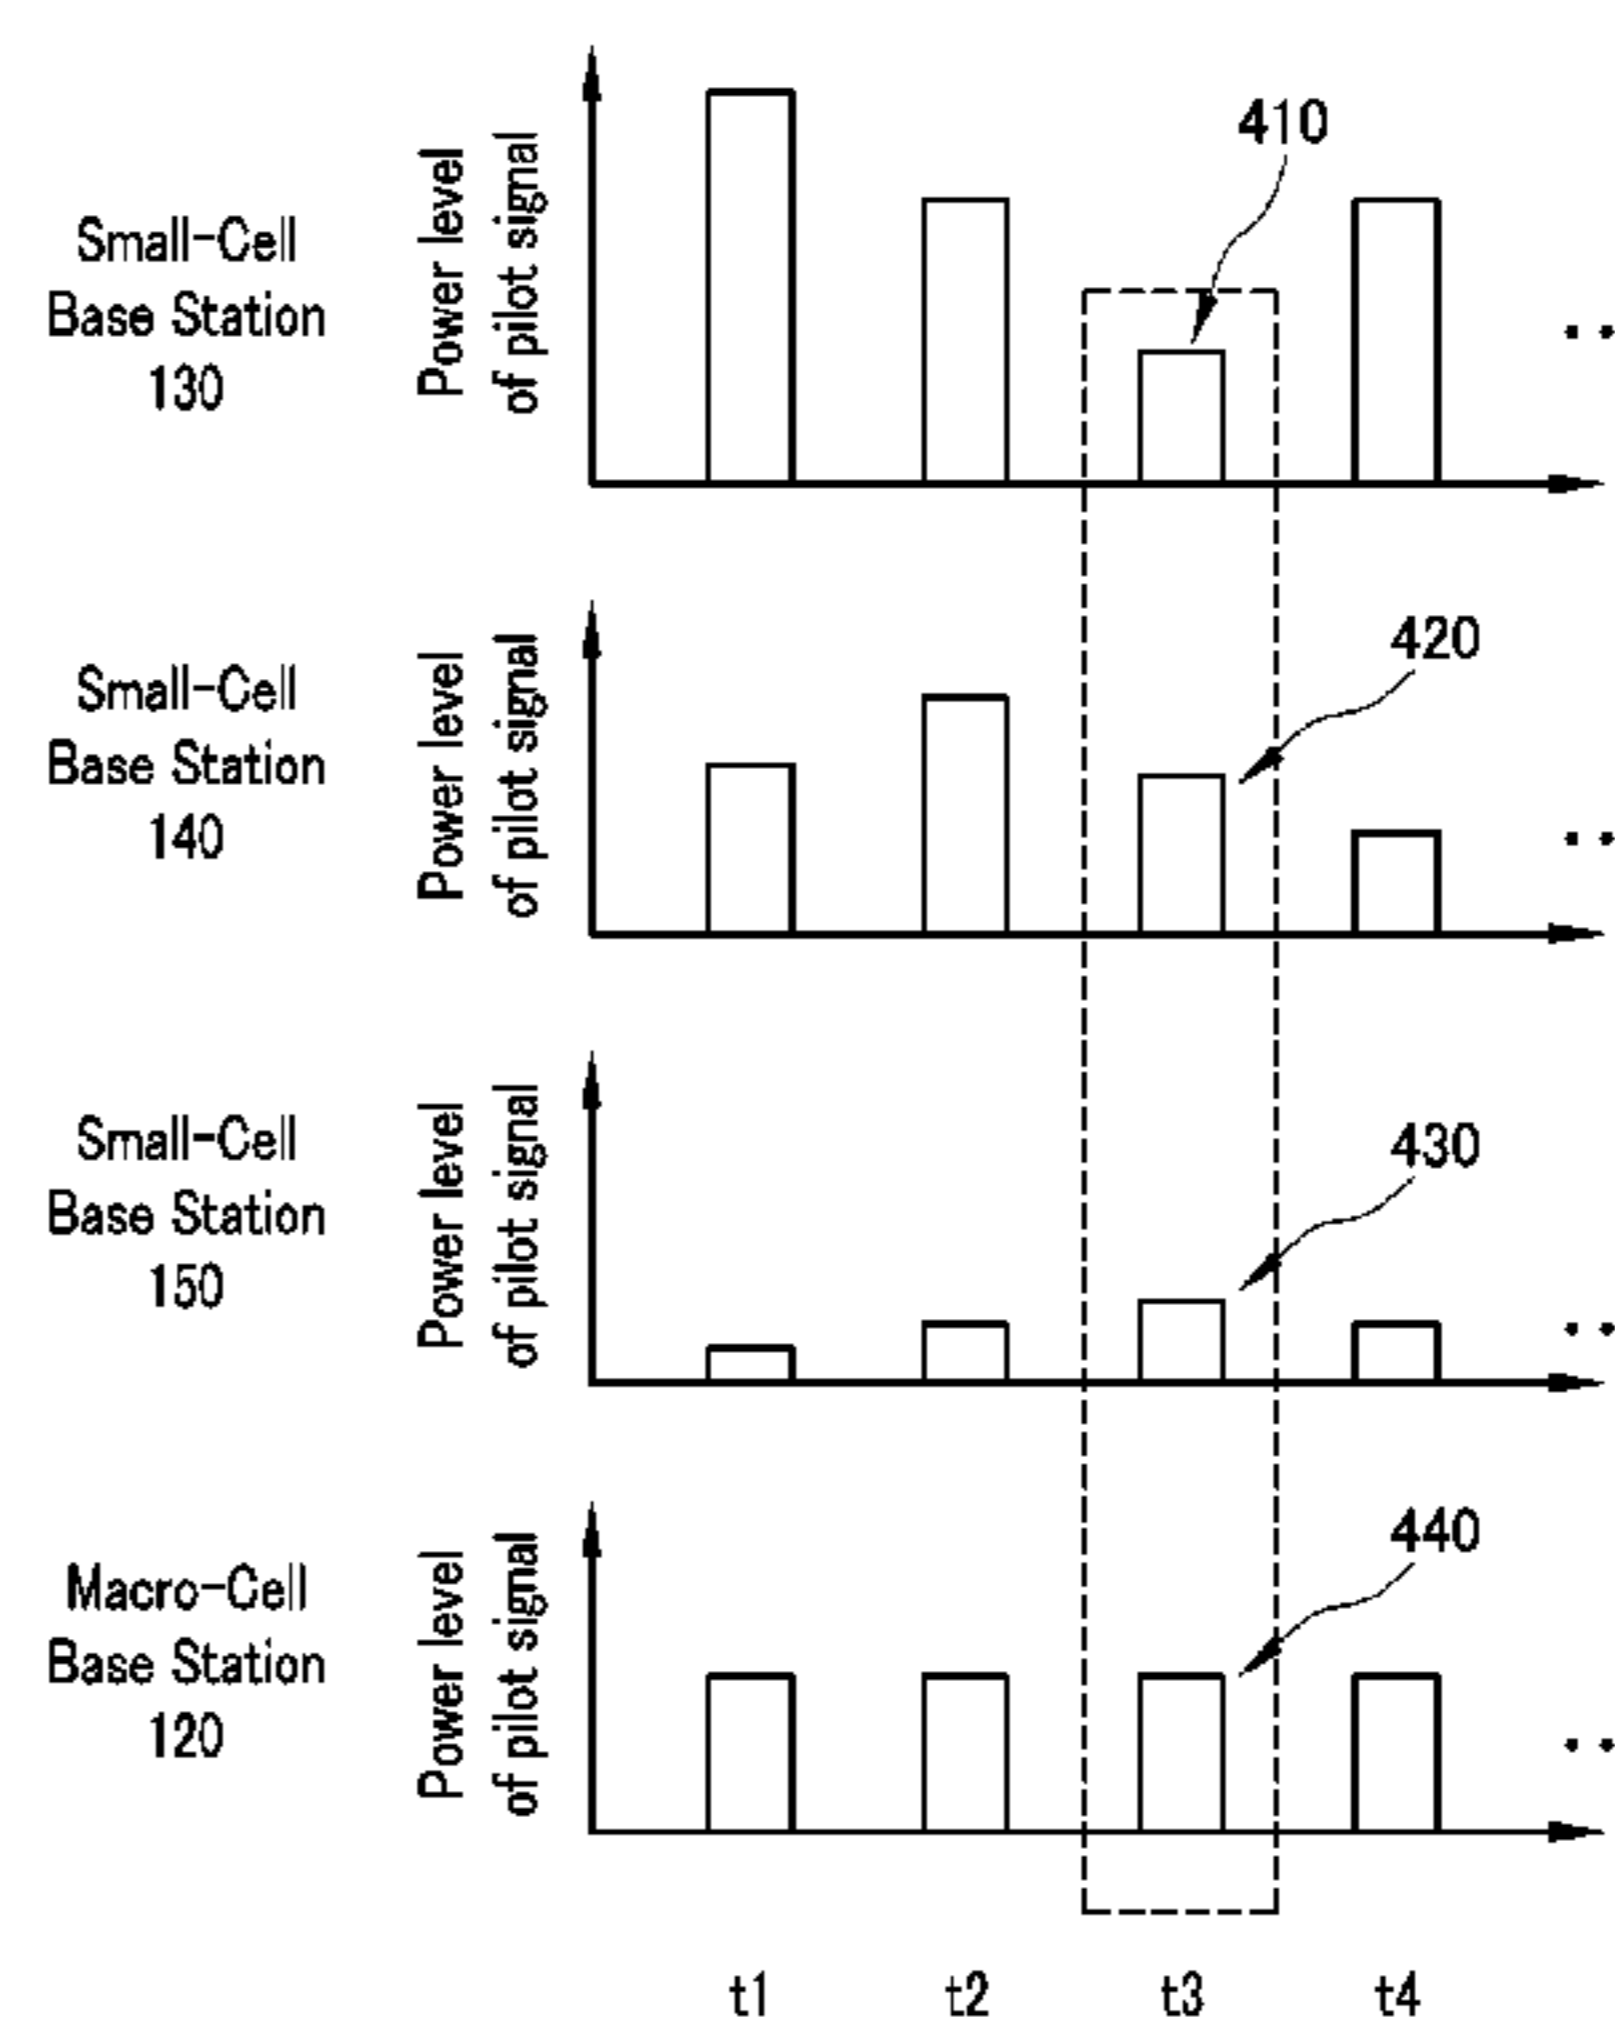 Small-Cell
Base Station
130
Power level
of pilot signal
410
Small-Cell
Base Station
140
Power level
of pilot signal
420
Small-Cell
Base Station
150
Power level
of pilot signal
430
Macro-Cell
Base Station
120
Power level
of pilot signal
440
t1 t2 t3 t4